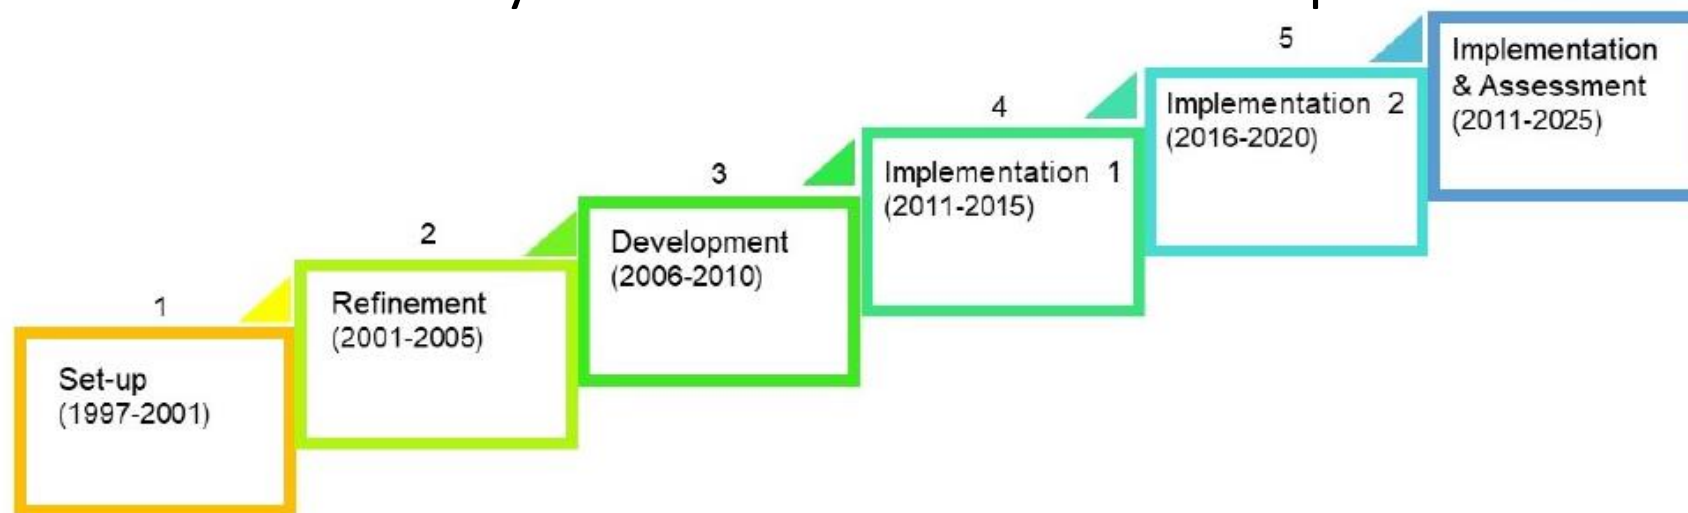 1
Set-up
(1997-2001)
2
Refinement
(2001-2005)
3
Development
(2006-2010)
4
Implementation 1
(2011-2015)
5
Implementation 2
(2016-2020)
Implementation
& Assessment
(2011-2025)